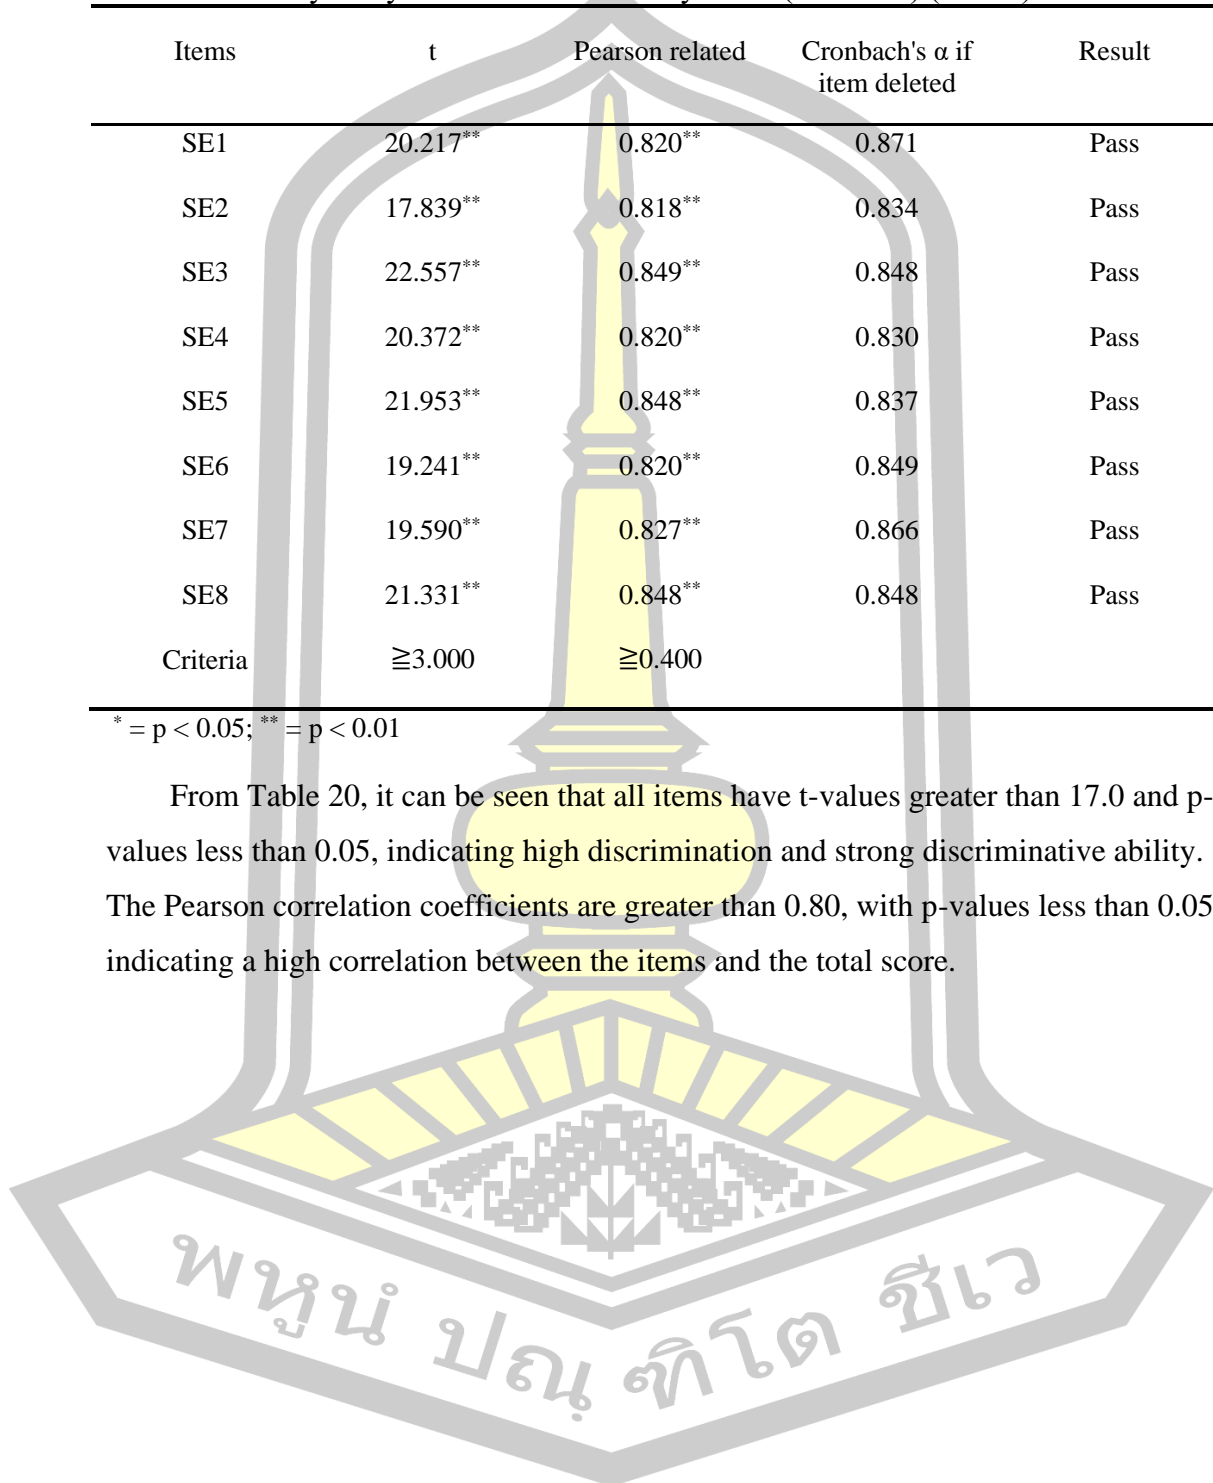 Items t Pearson related Cronbach's α if item deleted Result
SE1 20.217** 0.820** 0.871 Pass
SE2 17.839** 0.818** 0.834 Pass
SE3 22.557** 0.849** 0.848 Pass
SE4 20.372** 0.820** 0.830 Pass
SE5 21.953** 0.848** 0.837 Pass
SE6 19.241** 0.820** 0.849 Pass
SE7 19.590** 0.827** 0.866 Pass
SE8 21.331** 0.848** 0.848 Pass
Criteria ≧3.000 ≧0.400
* = p < 0.05; ** = p < 0.01
From Table 20, it can be seen that all items have t-values greater than 17.0 and p-
values less than 0.05, indicating high discrimination and strong discriminative ability.
The Pearson correlation coefficients are greater than 0.80, with p-values less than 0.05
indicating a high correlation between the items and the total score.
พหูนํ ปณฺฑิโต ชีเว